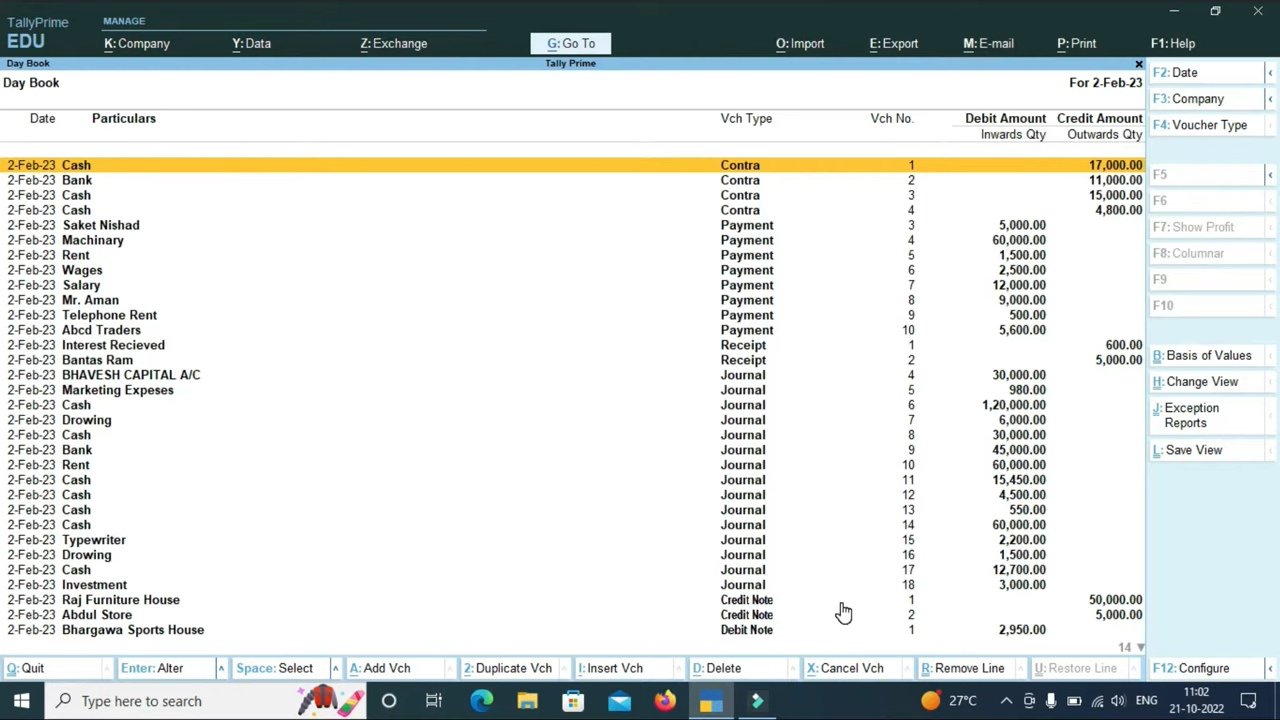 TallyPrime
EDU
MANAGE
K: Company Y: Data Z: Exchange G: Go To O: Import E: Export M: E-mail P: Print F1: Help
Day Book Tally Prime
Day Book For 2-Feb-23
Date Particulars Vch Type Vch No. Debit Amount Credit Amount
Inwards Qty Outwards Qty
2-Feb-23 Cash Contra 1 17,000.00
2-Feb-23 Bank Contra 2 11,000.00
2-Feb-23 Cash Contra 3 15,000.00
2-Feb-23 Cash Contra 4 4,800.00
2-Feb-23 Saket Nishad Payment 3 5,000.00
2-Feb-23 Machinary Payment 4 60,000.00
2-Feb-23 Rent Payment 5 1,500.00
2-Feb-23 Wages Payment 6 2,500.00
2-Feb-23 Salary Payment 7 12,000.00
2-Feb-23 Mr. Aman Payment 8 9,000.00
2-Feb-23 Telephone Rent Payment 9 500.00
2-Feb-23 Abcd Traders Payment 10 5,600.00
2-Feb-23 Interest Recieved Receipt 1 600.00
2-Feb-23 Bantas Ram Receipt 2 5,000.00
2-Feb-23 BHAVESH CAPITAL A/C Journal 4 30,000.00
2-Feb-23 Marketing Expeses Journal 5 980.00
2-Feb-23 Cash Journal 6 1,20,000.00
2-Feb-23 Drowing Journal 7 6,000.00
2-Feb-23 Cash Journal 8 30,000.00
2-Feb-23 Bank Journal 9 45,000.00
2-Feb-23 Rent Journal 10 60,000.00
2-Feb-23 Cash Journal 11 15,450.00
2-Feb-23 Cash Journal 12 4,500.00
2-Feb-23 Cash Journal 13 550.00
2-Feb-23 Cash Journal 14 60,000.00
2-Feb-23 Typewriter Journal 15 2,200.00
2-Feb-23 Drowing Journal 16 1,500.00
2-Feb-23 Cash Journal 17 12,700.00
2-Feb-23 Investment Journal 18 3,000.00
2-Feb-23 Raj Furniture House Credit Note 1 50,000.00
2-Feb-23 Abdul Store Credit Note 2 5,000.00
2-Feb-23 Bhargawa Sports House Debit Note 1 2,950.00
14
F2: Date
F3: Company
F4: Voucher Type
F5
F6
F7: Show Profit
F8: Columnar
F9
F10
B: Basis of Values
H: Change View
J: Exception
Reports
L: Save View
Q: Quit Enter: Alter Space: Select A: Add Vch 2: Duplicate Vch I: Insert Vch D: Delete X: Cancel Vch R: Remove Line U: Restore Line F12: Configure
Type here to search 27°C ENG 11:02
21-10-2022